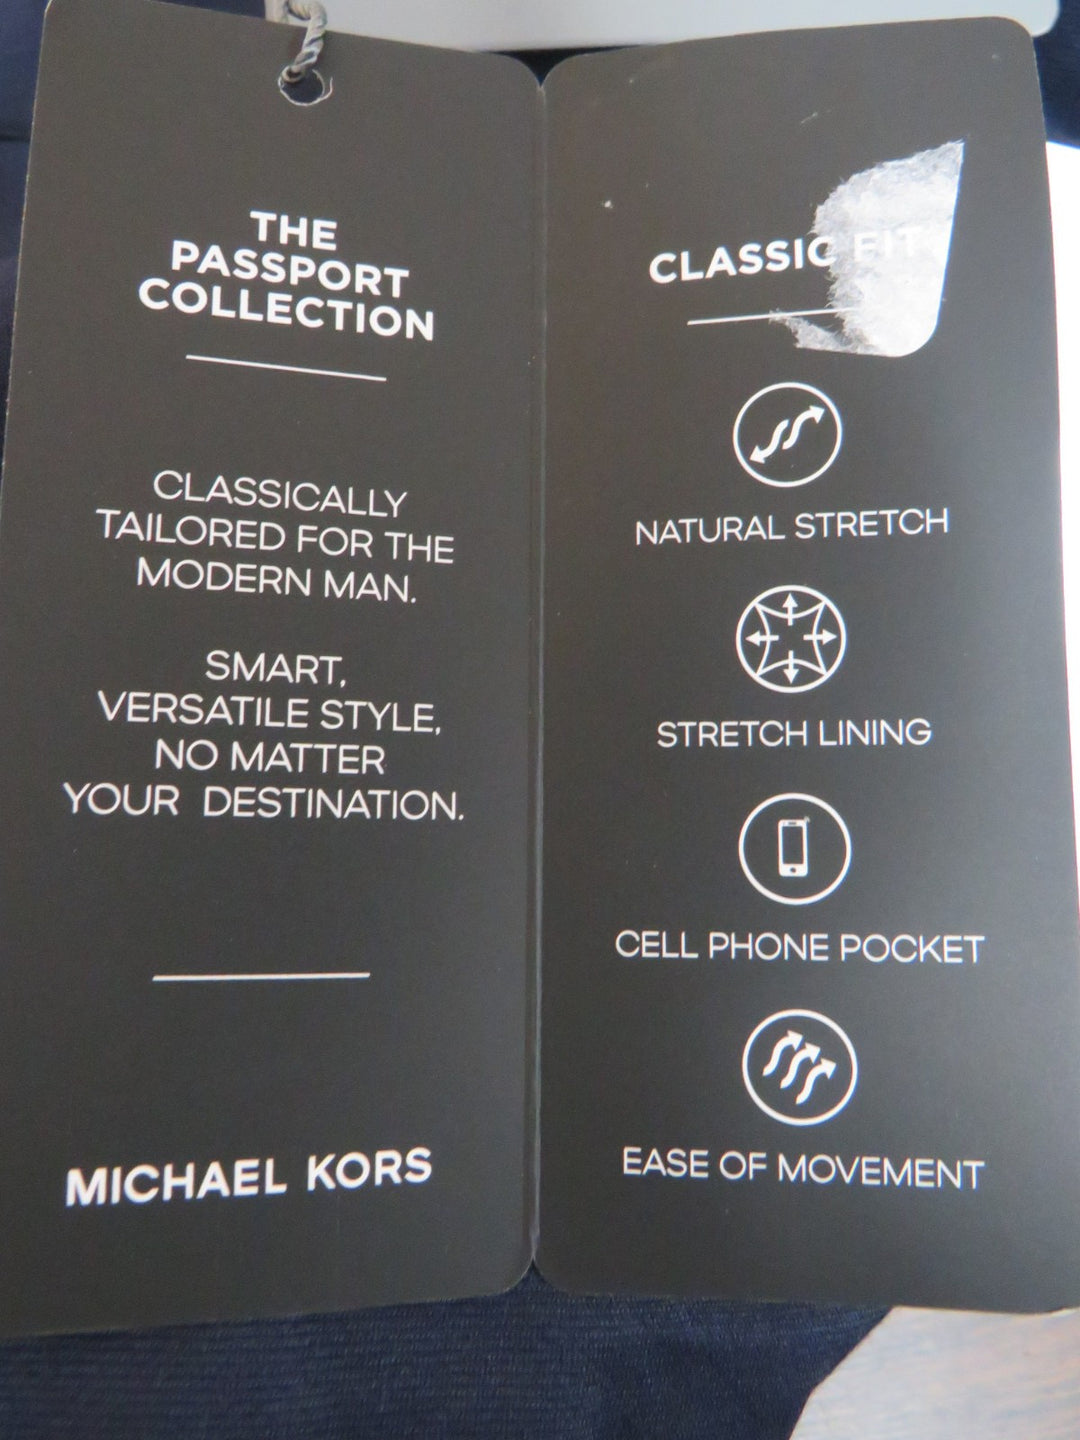 THE
PASSPORT
COLLECTION
CLASSICALLY
TAILORED FOR THE
MODERN MAN.
SMART,
VERSATILE STYLE,
NO MATTER
YOUR DESTINATION.
MICHAEL KORS
CLASSIC FIT
NATURAL STRETCH
STRETCH LINING
CELL PHONE POCKET
EASE OF MOVEMENT